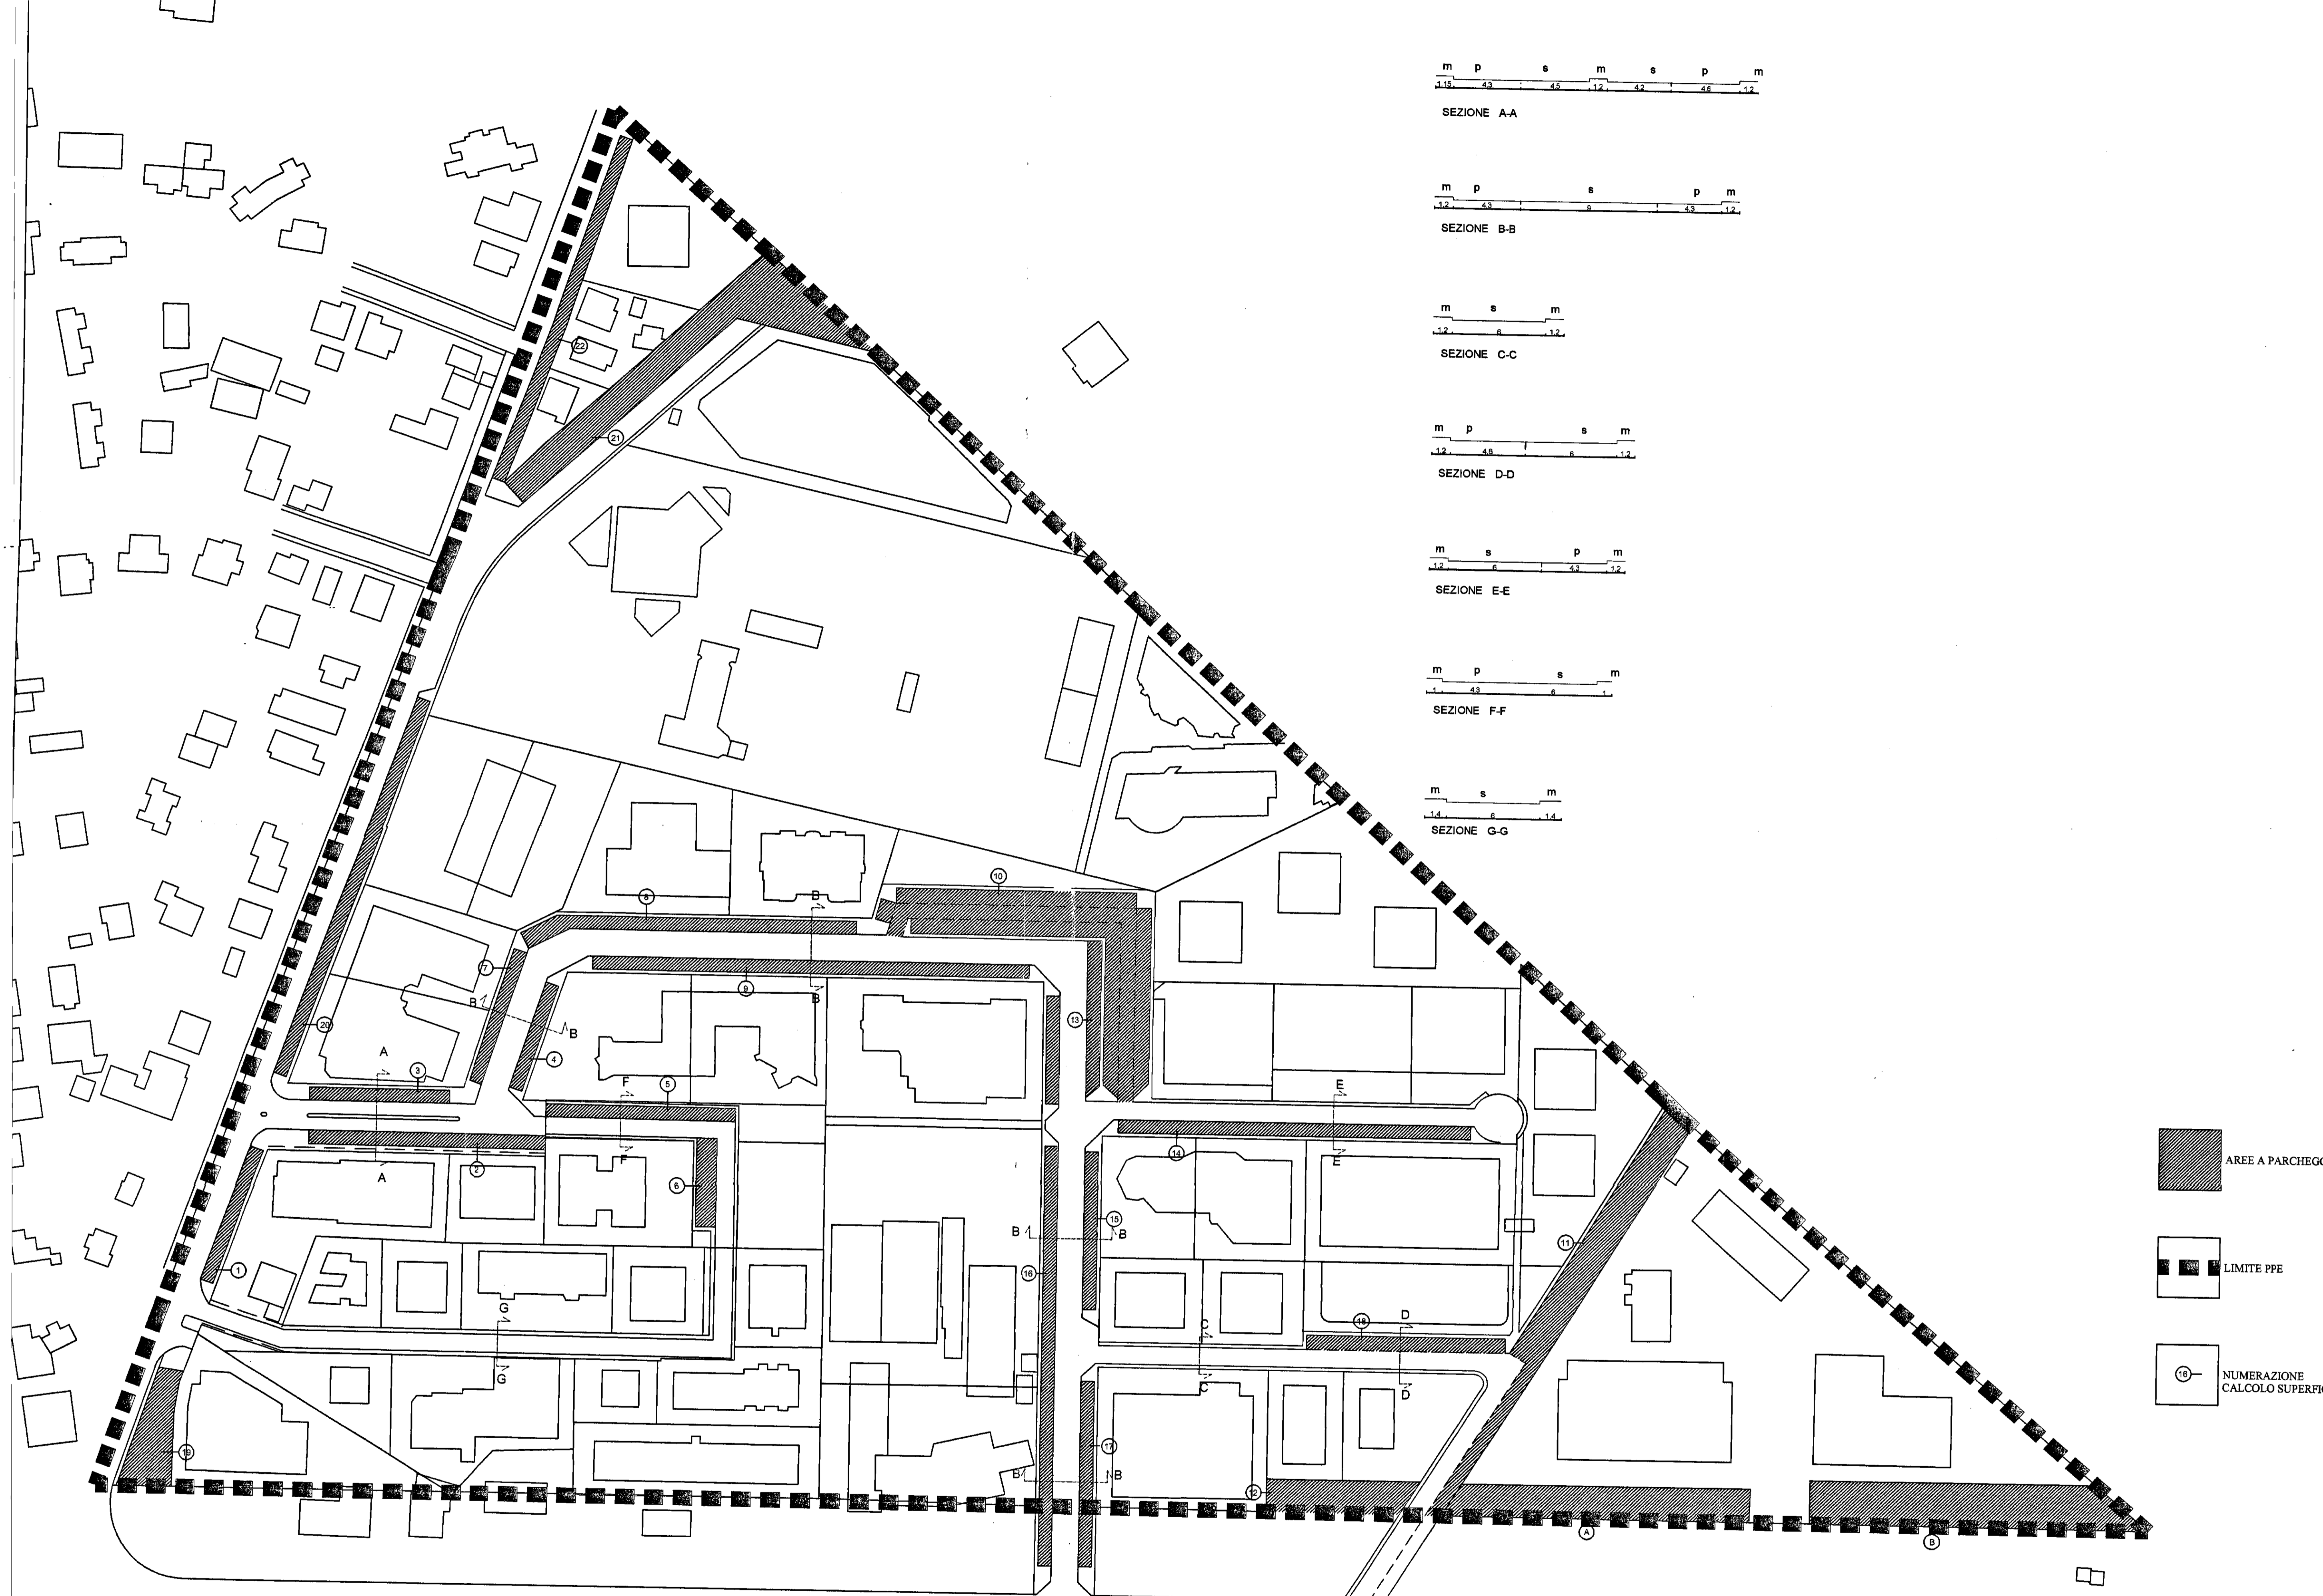 m p s m s p m
1.15 4.3 4.5 1.2 4.2 4.5 1.2
SEZIONE A-A
m p s p m
1.2 4.3 9 4.3 1.2
SEZIONE B-B
m s m
1.2 6 1.2
SEZIONE C-C
m p s m
1.2 4.8 6 1.2
SEZIONE D-D
m s p m
1.2 6 4.3 1.2
SEZIONE E-E
m p s m
1 4.3 6 1
SEZIONE F-F
m s m
1.4 6 1.4
SEZIONE G-G
22
21
10
8
B
7
9
B
B
B
20
13
4
A
3
F
5
E
14
2
F
E
A
6
15
B
B
11
1
16
G
C
18
D
G
C
D
19
17
B
B
12
A
B
AREE A PARCHEGG
LIMITE PPE
16
NUMERAZIONE
CALCOLO SUPERFI